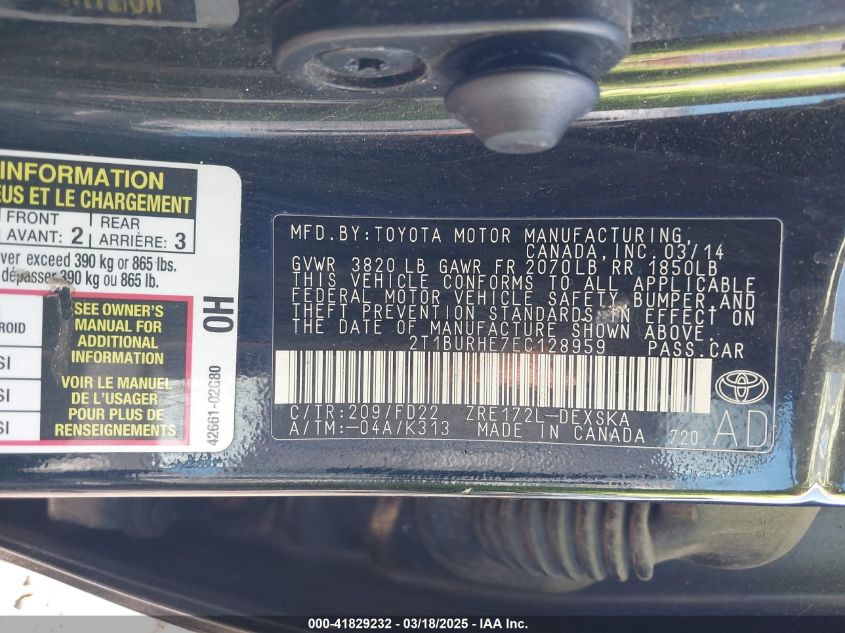 INFORMATION
EUS ET LE CHARGEMENT
FRONT
AVANT: 2
REAR
ARRIÈRE: 3
ver exceed 390 kg or 865 lbs.
dépasser 390 kg ou 865 lb.
ROID
SI
SI
SI
SEE OWNER'S
MANUAL FOR
ADDITIONAL
INFORMATION
VOIR LE MANUEL
DE L'USAGER
POUR PLUS DE
RENSEIGNEMENTS
0H
42661-02G80
MFD.BY:TOYOTA MOTOR MANUFACTURING,
CANADA, INC. 03/14
GVWR 3820 LB GAWR FR 2070LB RR 1850LB
THIS VEHICLE CONFORMS TO ALL APPLICABLE
FEDERAL MOTOR VEHICLE SAFETY, BUMPER,AND
THEFT PREVENTION STANDARDS IN EFFECT ON
THE DATE OF MANUFACTURE SHOWN ABOVE.
2T1BURHE7EC128959 PASS.CAR
C/TR:209/FD22 ZRE172L-DEXSKA
A/TM:-04A/K313 MADE IN CANADA 720
AD
000-41829232 - 03/18/2025 - IAA Inc.